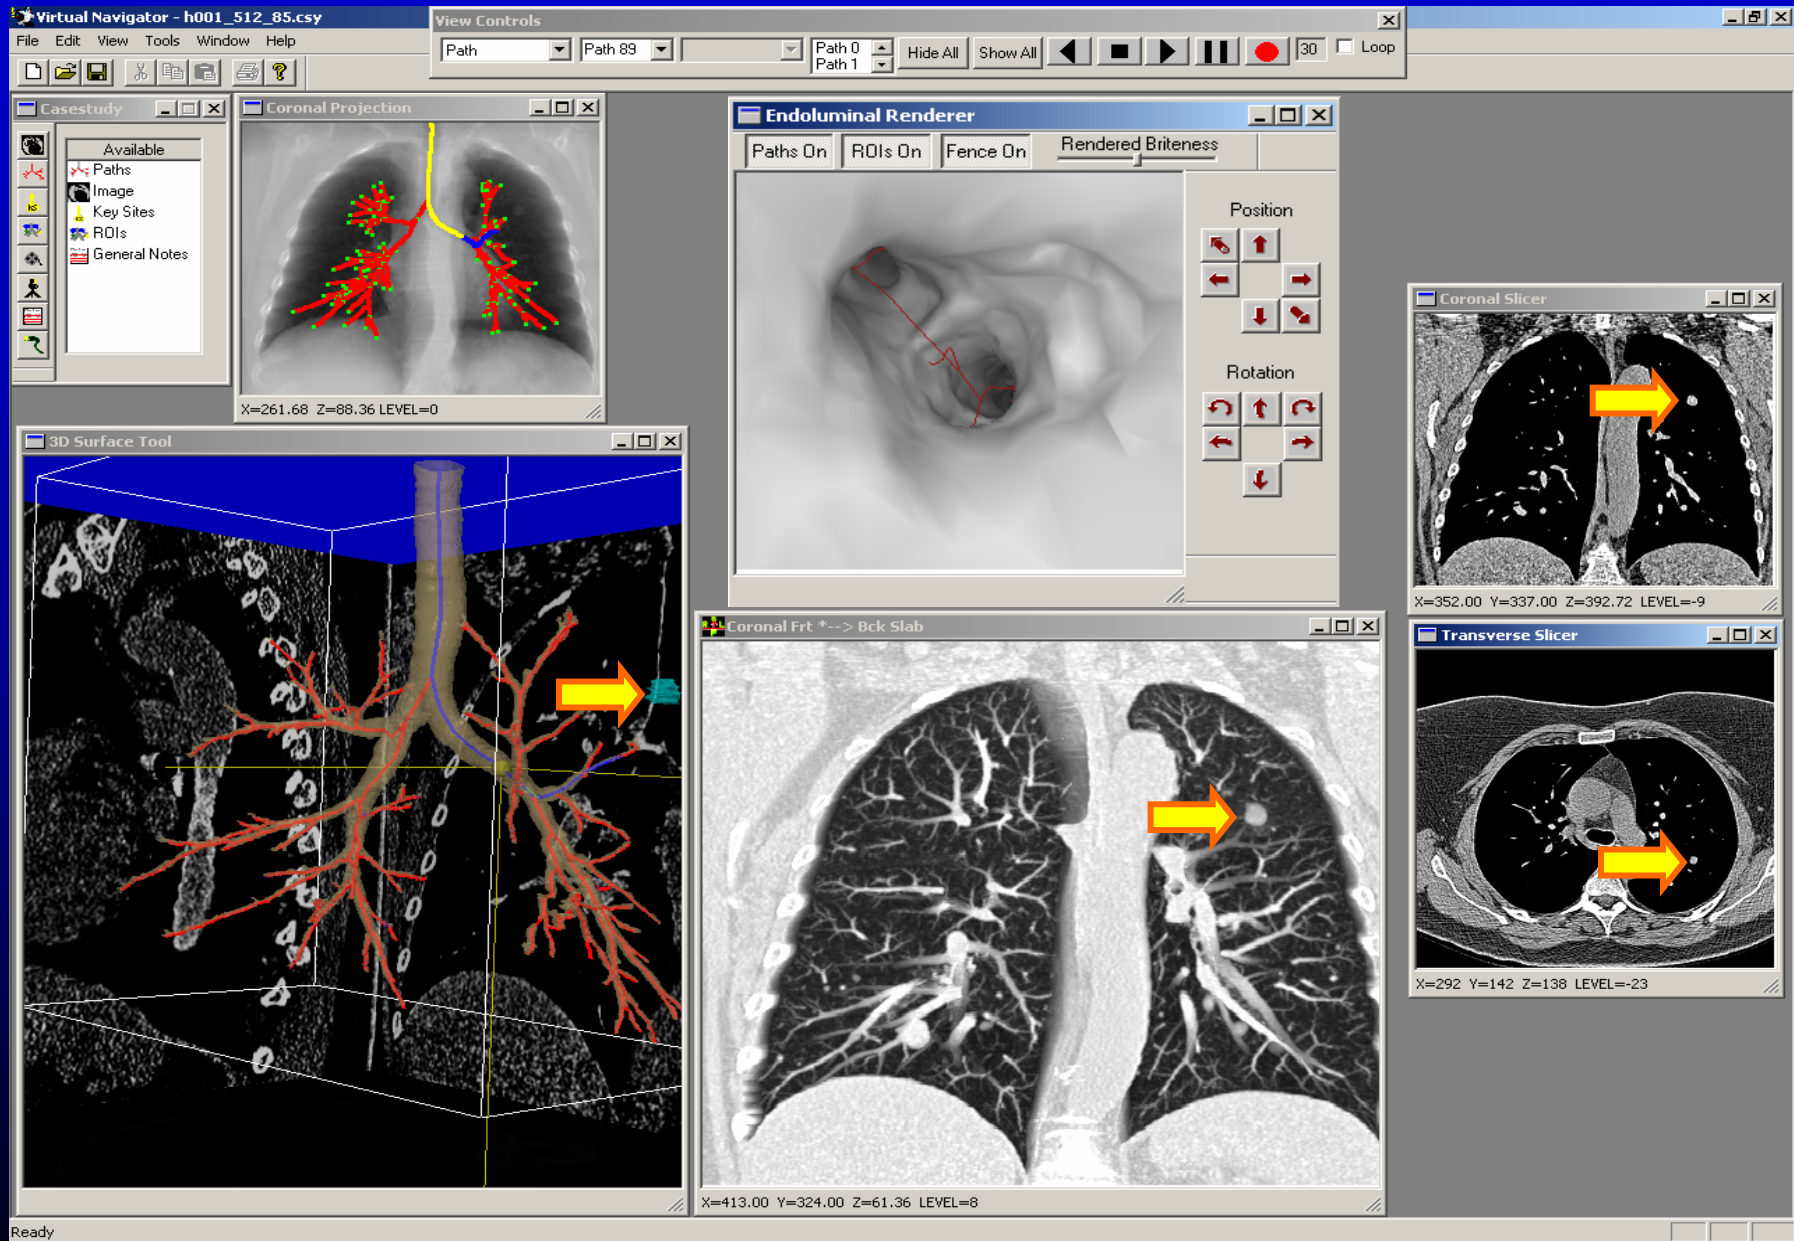 Virtual Navigator - h001_512_85.csy
File Edit View Tools Window Help
View Controls
Path Path 89 Path 0 Hide All Show All 30 Loop
Path 1
Casestudy
Available
Paths
Image
Key Sites
ROIs
General Notes
Coronal Projection
X=261.68 Z=88.36 LEVEL=0
Endoluminal Renderer
Paths On ROIs On Fence On Rendered Briteness
Position
Rotation
3D Surface Tool
Coronal Frt *--> Bck Slab
X=413.00 Y=324.00 Z=61.36 LEVEL=8
Coronal Slicer
X=352.00 Y=337.00 Z=392.72 LEVEL=-9
Transverse Slicer
X=292 Y=142 Z=138 LEVEL=-23
Ready